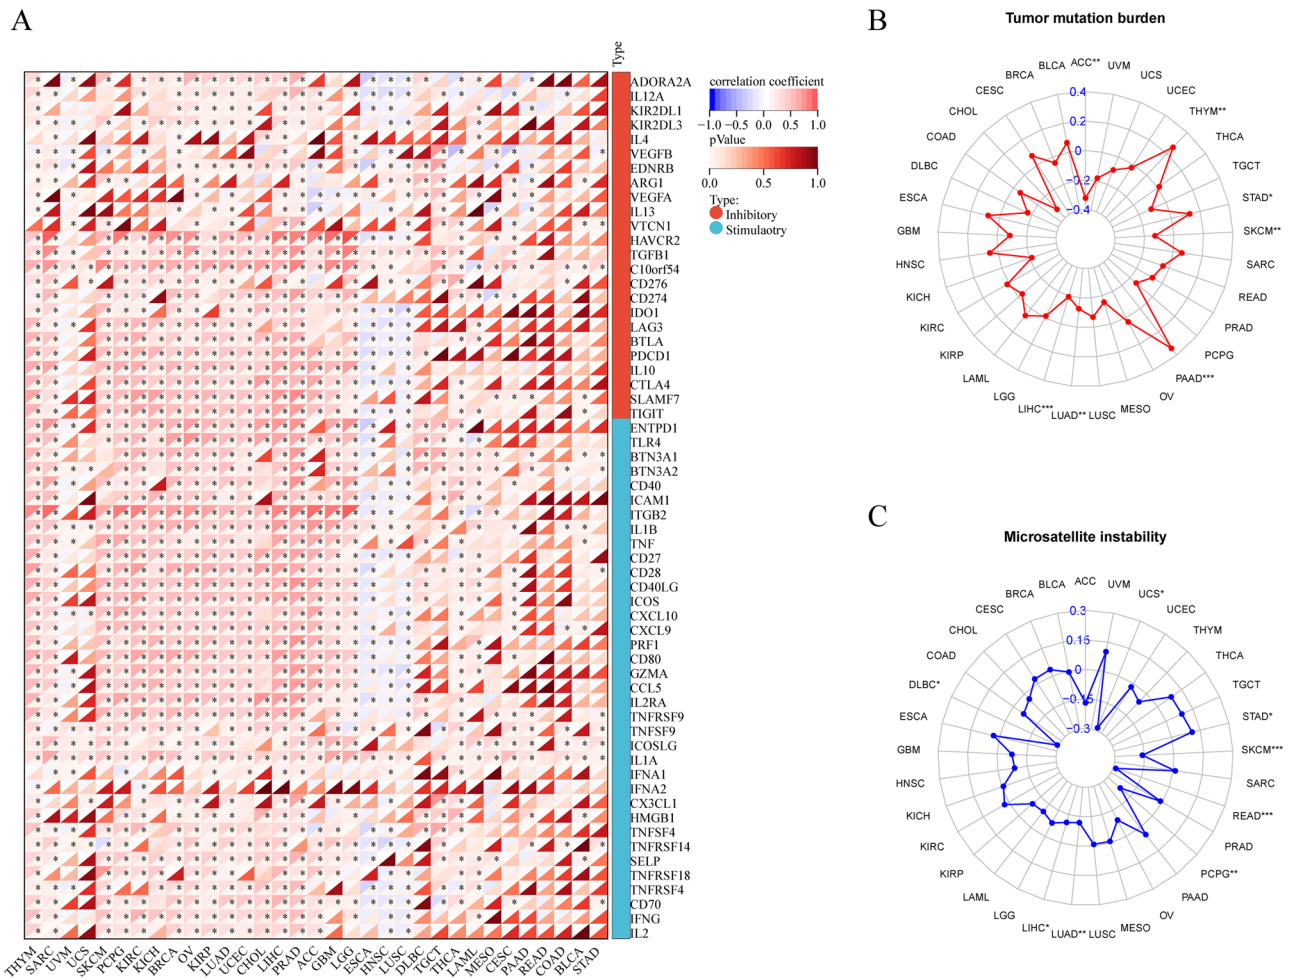 A
Type
ADORA2A
IL12A
KIR2DL1
KIR2DL3
IL4
VEGFB
EDNRB
ARG1
VEGFA
IL13
VTCN1
HAVCR2
TGFB1
C10orf54
CD276
CD274
IDO1
LAG3
BTLA
PDCD1
IL10
CTLA4
SLAMF7
TIGIT
ENTPD1
TLR4
BTN3A1
BTN3A2
CD40
ICAM1
ITGB2
IL1B
TNF
CD27
CD28
CD40LG
ICOS
CXCL10
CXCL9
PRF1
CD80
GZMA
CCL5
IL2RA
TNFRSF9
TNFSF9
ICOSLG
IL1A
IFNA1
IFNA2
CX3CL1
HMGB1
TNFSF4
TNFRSF14
SELP
TNFRSF18
TNFRSF4
CD70
IFNG
IL2
THYM SARC UVM UCS SKCM PCPG KIRC KICH BRCA OV KIRP LUAD UCEC CHOL LIHC PRAD ACC GBM LGG ESCA HNSC LUSC DLBC TGCT THCA LAML MESO CESC PAAD READ COAD BLCA STAD
correlation coefficient
−1.0 −0.5 0.0 0.5 1.0
pValue
0.0 0.5 1.0
Type:
Inhibitory
Stimulaotry
B
Tumor mutation burden
ACC**
UVM
UCS
UCEC
THYM**
THCA
TGCT
STAD*
SKCM**
SARC
READ
PRAD
PCPG
PAAD***
OV
MESO
LUSC
LUAD**
LIHC***
LGG
LAML
KIRP
KIRC
KICH
HNSC
GBM
ESCA
DLBC
COAD
CHOL
CESC
BRCA
BLCA
0.4
0.2
0
−0.2
−0.4
C
Microsatellite instability
ACC
UVM
UCS*
UCEC
THYM
THCA
TGCT
STAD*
SKCM***
SARC
READ***
PRAD
PCPG**
PAAD
OV
MESO
LUSC
LUAD**
LIHC*
LGG
LAML
KIRP
KIRC
KICH
HNSC
GBM
ESCA
DLBC*
COAD
CHOL
CESC
BRCA
BLCA
0.3
0.15
0
−0.15
−0.3